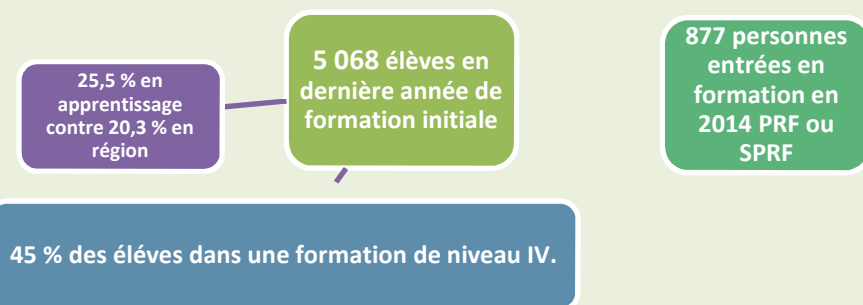 25,5 % en
apprentissage
contre 20,3 % en
région
5 068 élèves en
dernière année de
formation initiale
877 personnes
entrées en
formation en
2014 PRF ou
SPRF
45 % des éléves dans une formation de niveau IV.